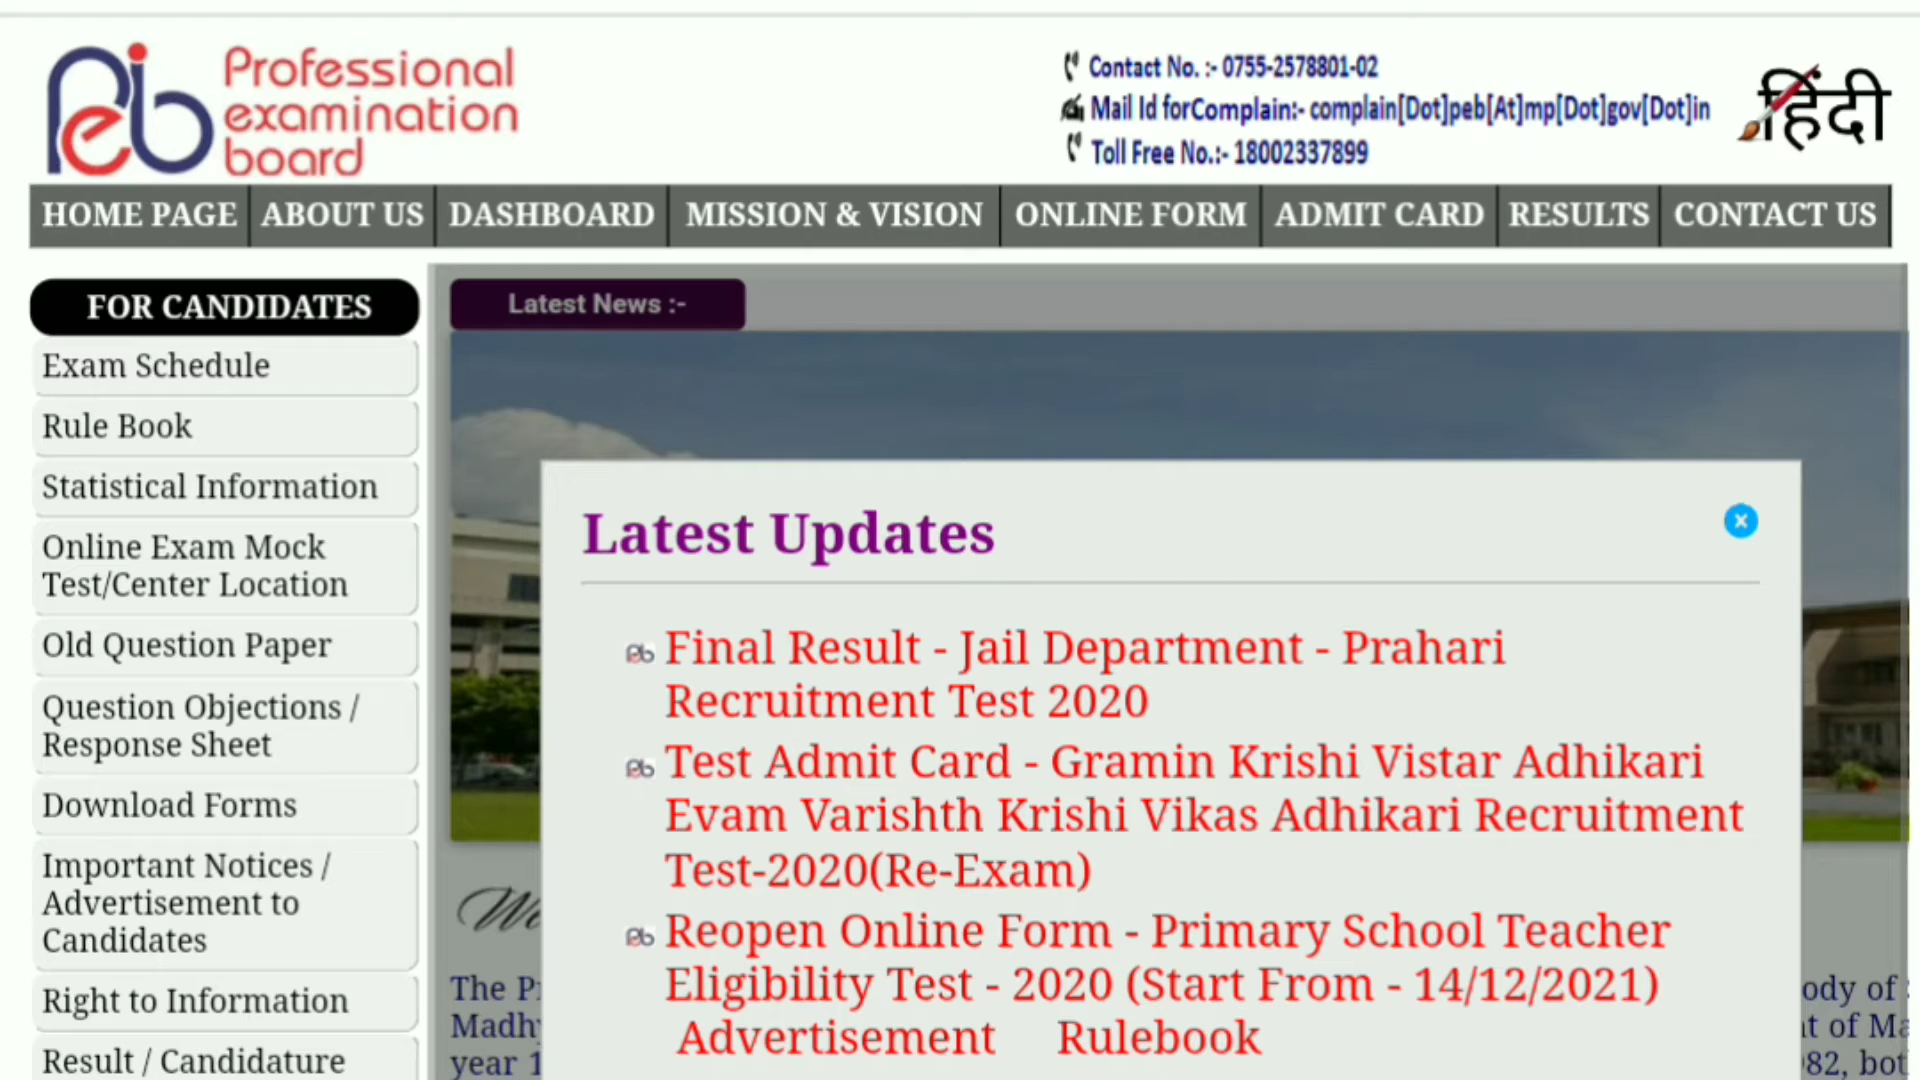 Peb Professional
examination
board
Contact No. :- 0755-2578801-02
Mail Id forComplain:- complain[Dot]peb[At]mp[Dot]gov[Dot]in
Toll Free No.:- 18002337899
हिंदी
HOME PAGE ABOUT US DASHBOARD MISSION & VISION ONLINE FORM ADMIT CARD RESULTS CONTACT US
FOR CANDIDATES
Exam Schedule
Rule Book
Statistical Information
Online Exam Mock
Test/Center Location
Old Question Paper
Question Objections /
Response Sheet
Download Forms
Important Notices /
Advertisement to
Candidates
Right to Information
Result / Candidature
Latest News :-
Latest Updates
Final Result - Jail Department - Prahari
Recruitment Test 2020
Test Admit Card - Gramin Krishi Vistar Adhikari
Evam Varishth Krishi Vikas Adhikari Recruitment
Test-2020(Re-Exam)
Reopen Online Form - Primary School Teacher
Eligibility Test - 2020 (Start From - 14/12/2021)
Advertisement Rulebook
The
year
of
of